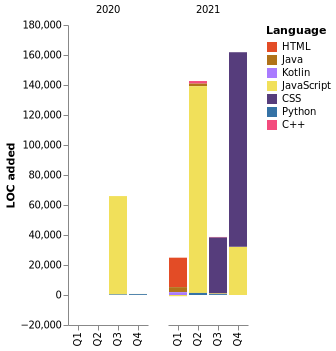 2020 2021
Language
HTML
Java
Kotlin
JavaScript
CSS
Python
C++
LOC added
180,000
160,000
140,000
120,000
100,000
80,000
60,000
40,000
20,000
0
−20,000
Q1 Q2 Q3 Q4 Q1 Q2 Q3 Q4